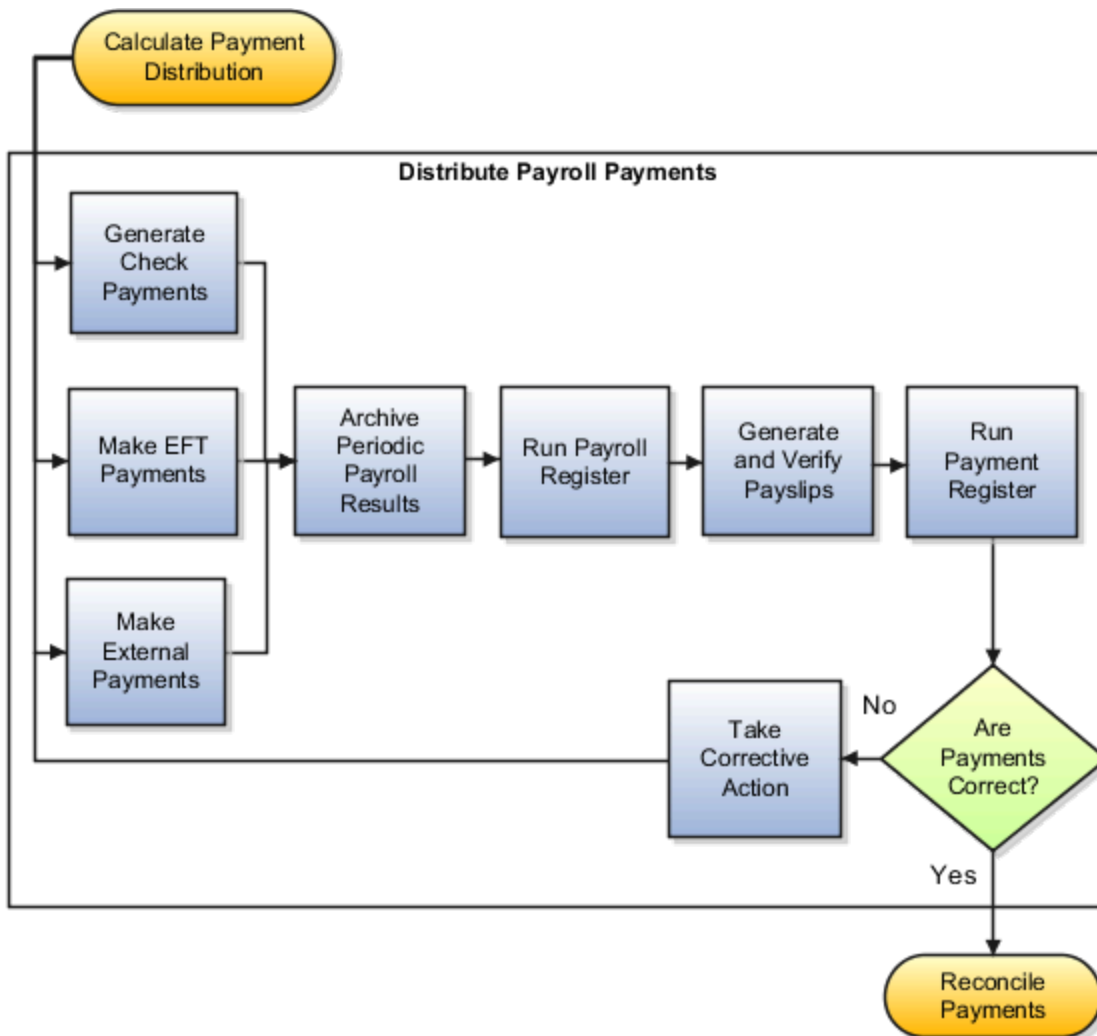 Calculate Payment
Distribution
Distribute Payroll Payments
Generate
Check
Payments
Make EFT
Payments
Make
External
Payments
Archive
Periodic
Payroll
Results
Run Payroll
Register
Generate
and Verify
Payslips
Run
Payment
Register
Are
Payments
Correct?
No
Take
Corrective
Action
Yes
Reconcile
Payments